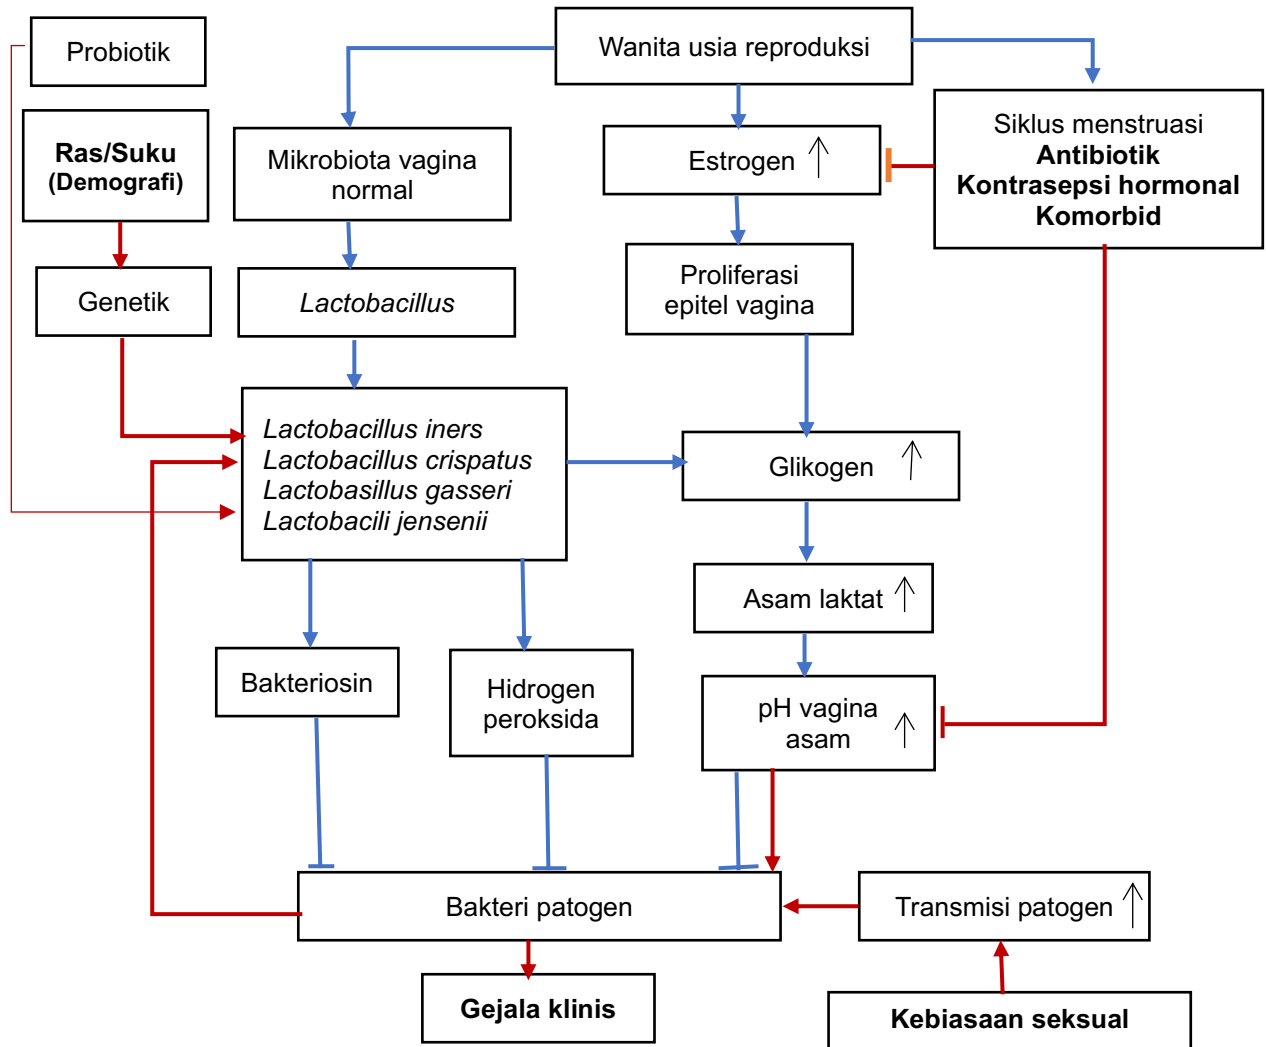 Probiotik
Wanita usia reproduksi
Ras/Suku
(Demografi)
Mikrobiota vagina
normal
Estrogen
Siklus menstruasi
Antibiotik
Kontrasepsi hormonal
Komorbid
Genetik
Lactobacillus
Proliferasi
epitel vagina
Lactobacillus iners
Lactobacillus crispatus
Lactobasillus gasseri
Lactobacili jensenii
Glikogen
Asam laktat
Bakteriosin
Hidrogen
peroksida
pH vagina
asam
Bakteri patogen
Transmisi patogen
Gejala klinis
Kebiasaan seksual